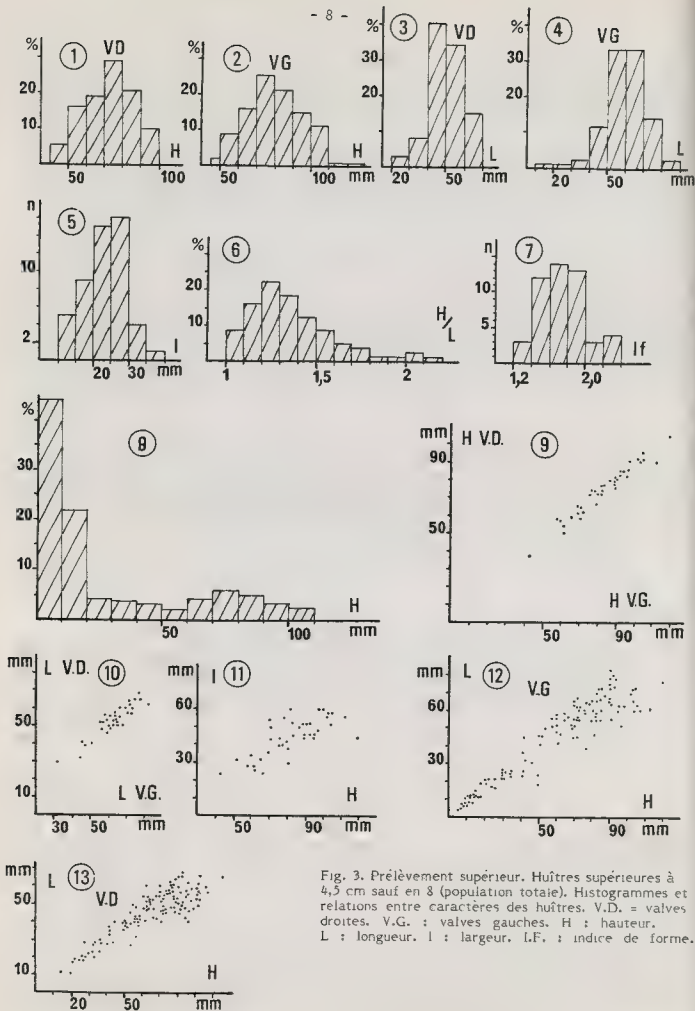 - 8 -
% 1 VD 20 10 50 100 H mm
% 2 VG 20 10 50 100 H mm
% 3 VD 30 20 10 20 50 L mm
% 4 VG 30 20 10 20 50 L mm
n 5 10 2 20 30 l mm
% 6 20 10 1 1,5 2 H/L
n 7 10 5 1,2 2,0 If
% 8 30 20 10 50 100 H mm
mm H V.D. 9 90 50 10 50 90 H V.G. mm
mm L V.D. 10 50 10 30 50 L V.G. mm
mm l 11 60 30 50 90 H mm
mm L 12 V.G 60 30 50 90 H mm
mm L 13 V.D 50 10 20 50 H mm
Fig. 3. Prélèvement supérieur. Huîtres supérieures à
4,5 cm sauf en 8 (population totale). Histogrammes et
relations entre caractères des huîtres. V.D. = valves
droites. V.G. : valves gauches. H : hauteur.
L : longueur. l : largeur. I.F. : indice de forme.